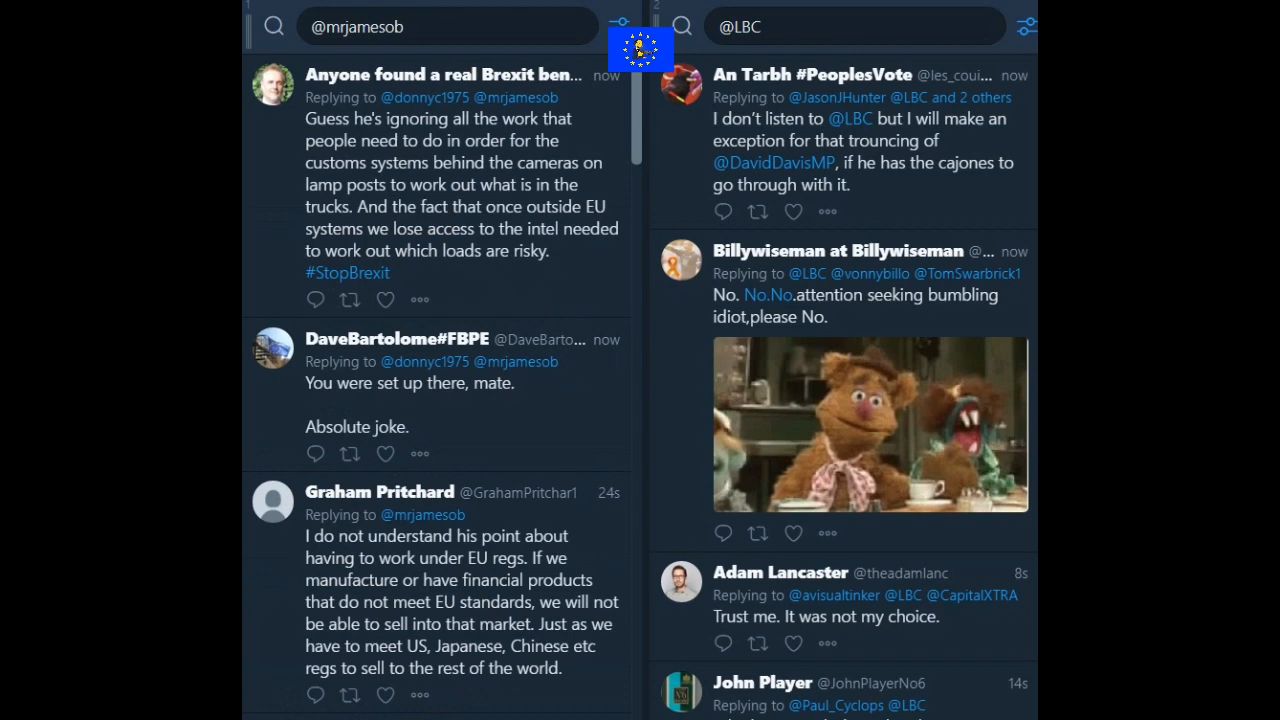 1
@mrjamesob
Anyone found a real Brexit ben... now
Replying to @donnyc1975 @mrjamesob
Guess he's ignoring all the work that
people need to do in order for the
customs systems behind the cameras on
lamp posts to work out what is in the
trucks. And the fact that once outside EU
systems we lose access to the intel needed
to work out which loads are risky.
#StopBrexit
DaveBartolome#FBPE @DaveBarto... now
Replying to @donnyc1975 @mrjamesob
You were set up there, mate.
Absolute joke.
Graham Pritchard @GrahamPritchar1 24s
Replying to @mrjamesob
I do not understand his point about
having to work under EU regs. If we
manufacture or have financial products
that do not meet EU standards, we will not
be able to sell into that market. Just as we
have to meet US, Japanese, Chinese etc
regs to sell to the rest of the world.
2
@LBC
An Tarbh #PeoplesVote @les_coui... now
Replying to @JasonJHunter @LBC and 2 others
I don’t listen to @LBC but I will make an
exception for that trouncing of
@DavidDavisMP, if he has the cajones to
go through with it.
Billywiseman at Billywiseman @... now
Replying to @LBC @vonnybillo @TomSwarbrick1
No. No.No.attention seeking bumbling
idiot,please No.
Adam Lancaster @theadamlanc 8s
Replying to @avisualtinker @LBC @CapitalXTRA
Trust me. It was not my choice.
John Player @JohnPlayerNo6 14s
Replying to @Paul_Cyclops @LBC